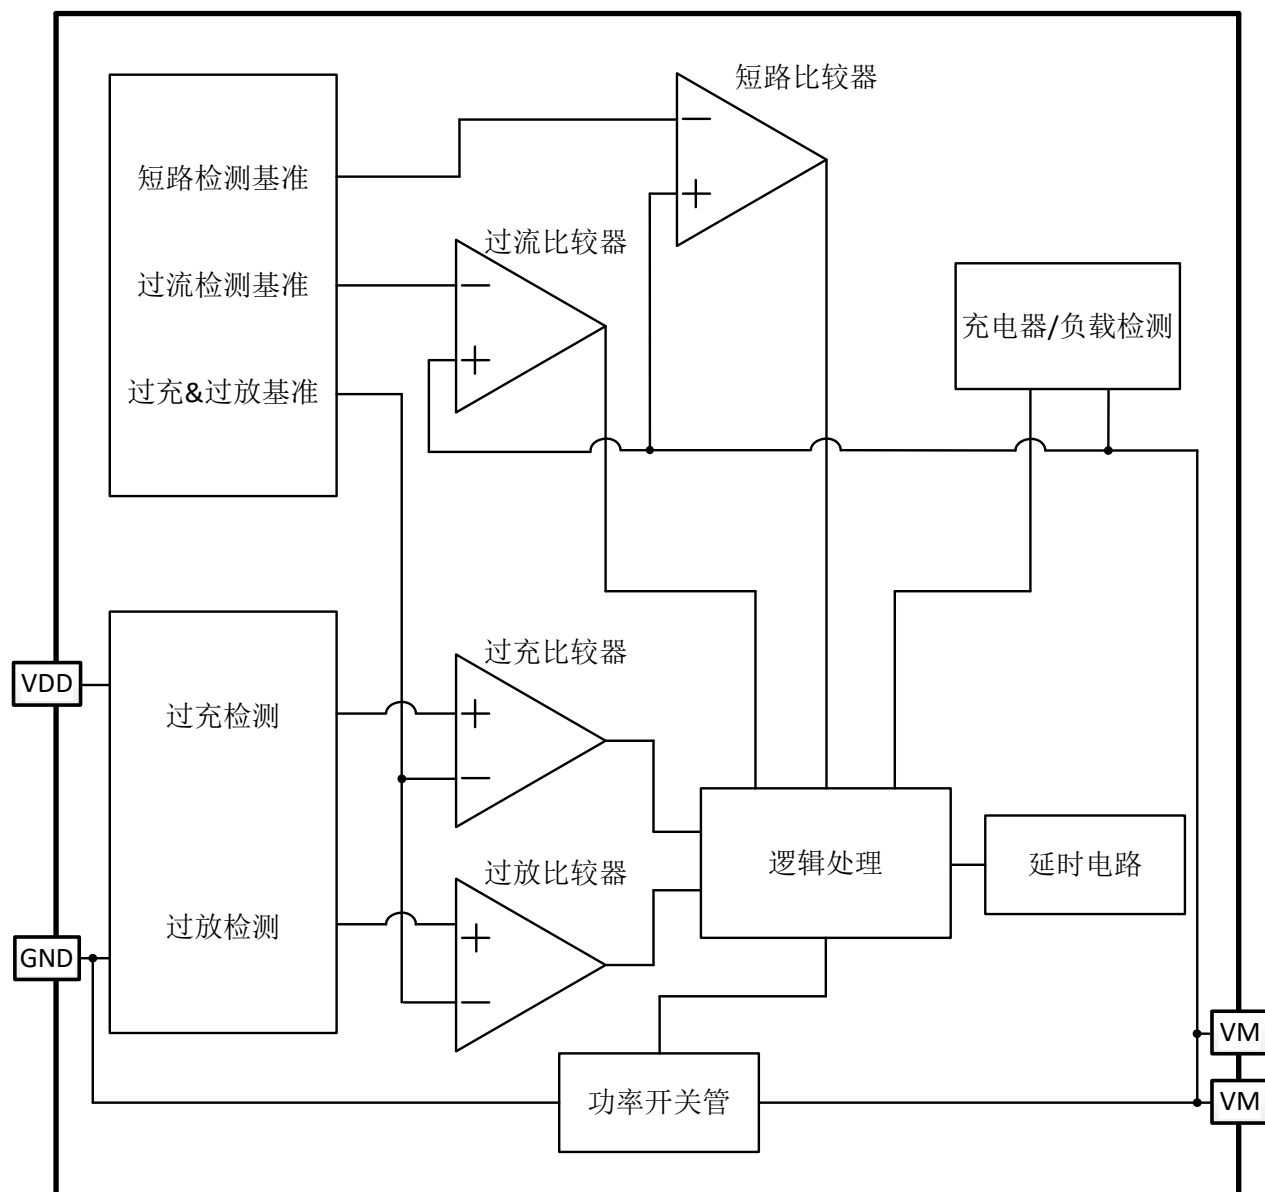 短路比较器
短路检测基准
过流比较器
过流检测基准
充电器/负载检测
过充&过放基准
过充比较器
VDD
过充检测
过放比较器
逻辑处理
延时电路
过放检测
GND
VM
功率开关管
VM